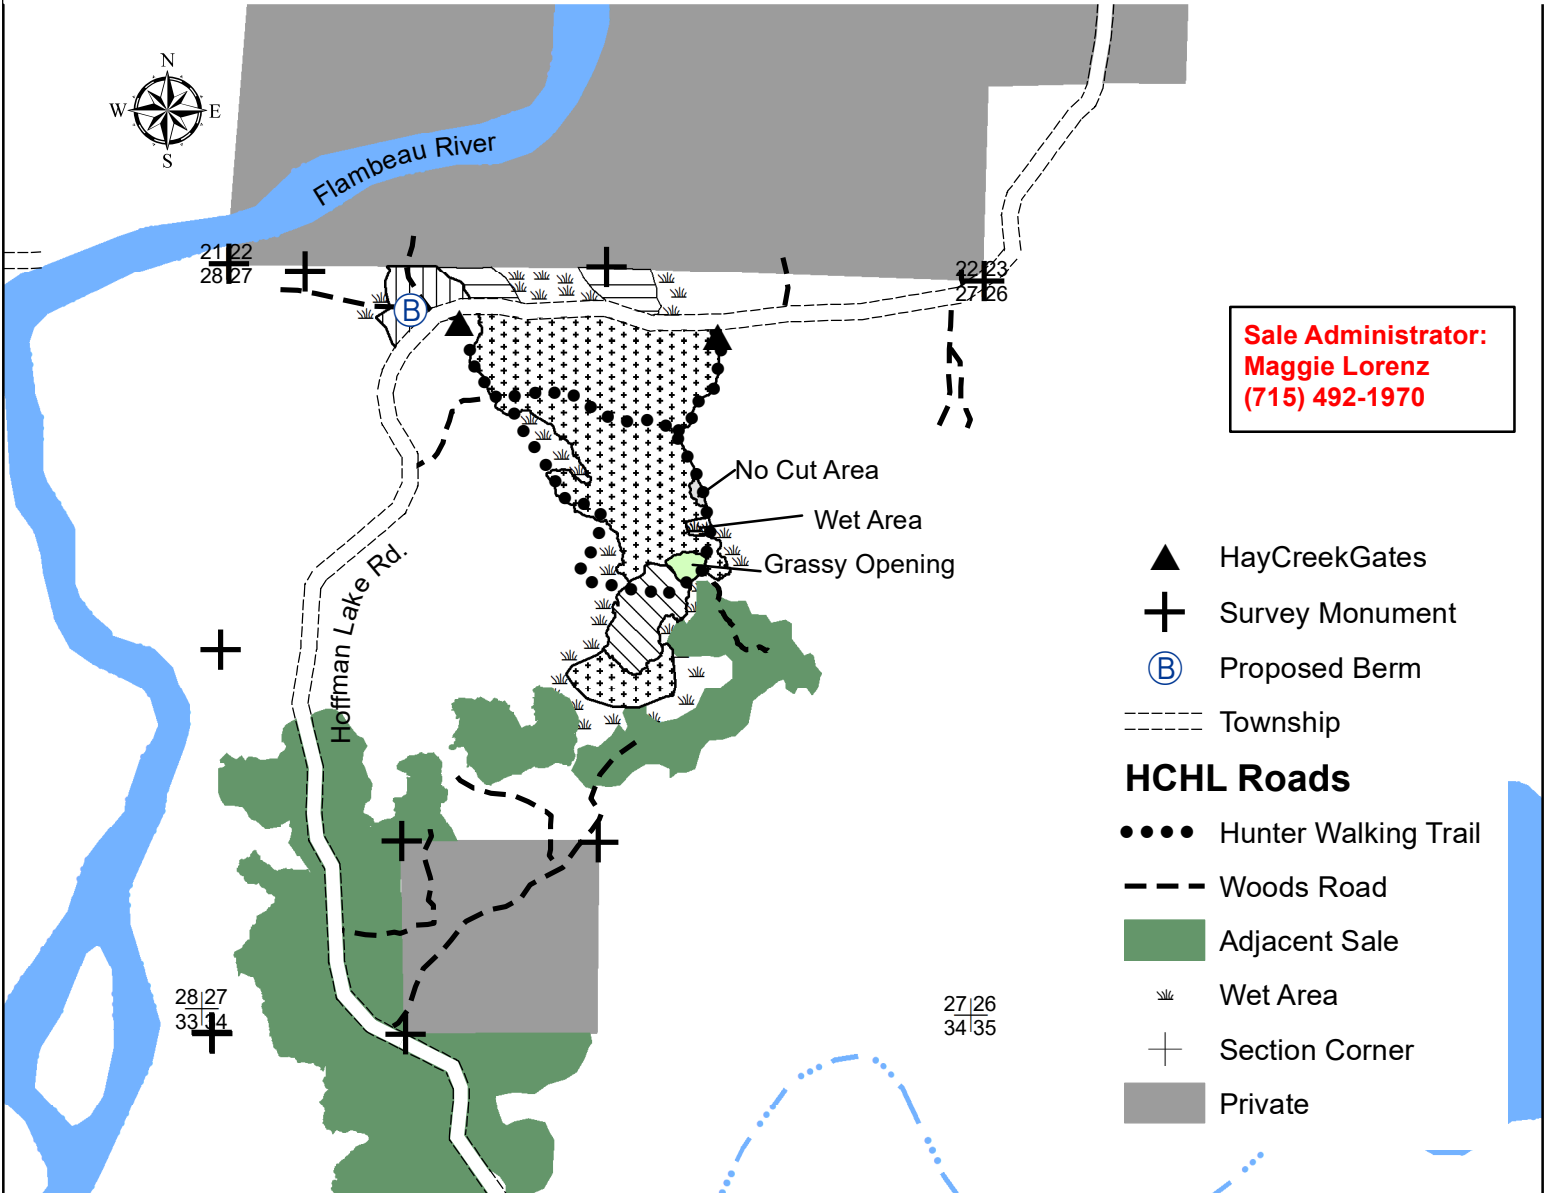 N
W E
S
Flambeau River
21 22
28 27
22 23
27 26
B
Sale Administrator:
Maggie Lorenz
(715) 492-1970
No Cut Area
Wet Area
Grassy Opening
Hoffman Lake Rd.
28 27
33 34
27 26
34 35
HayCreekGates
Survey Monument
B Proposed Berm
Township
HCHL Roads
Hunter Walking Trail
Woods Road
Adjacent Sale
Wet Area
Section Corner
Private